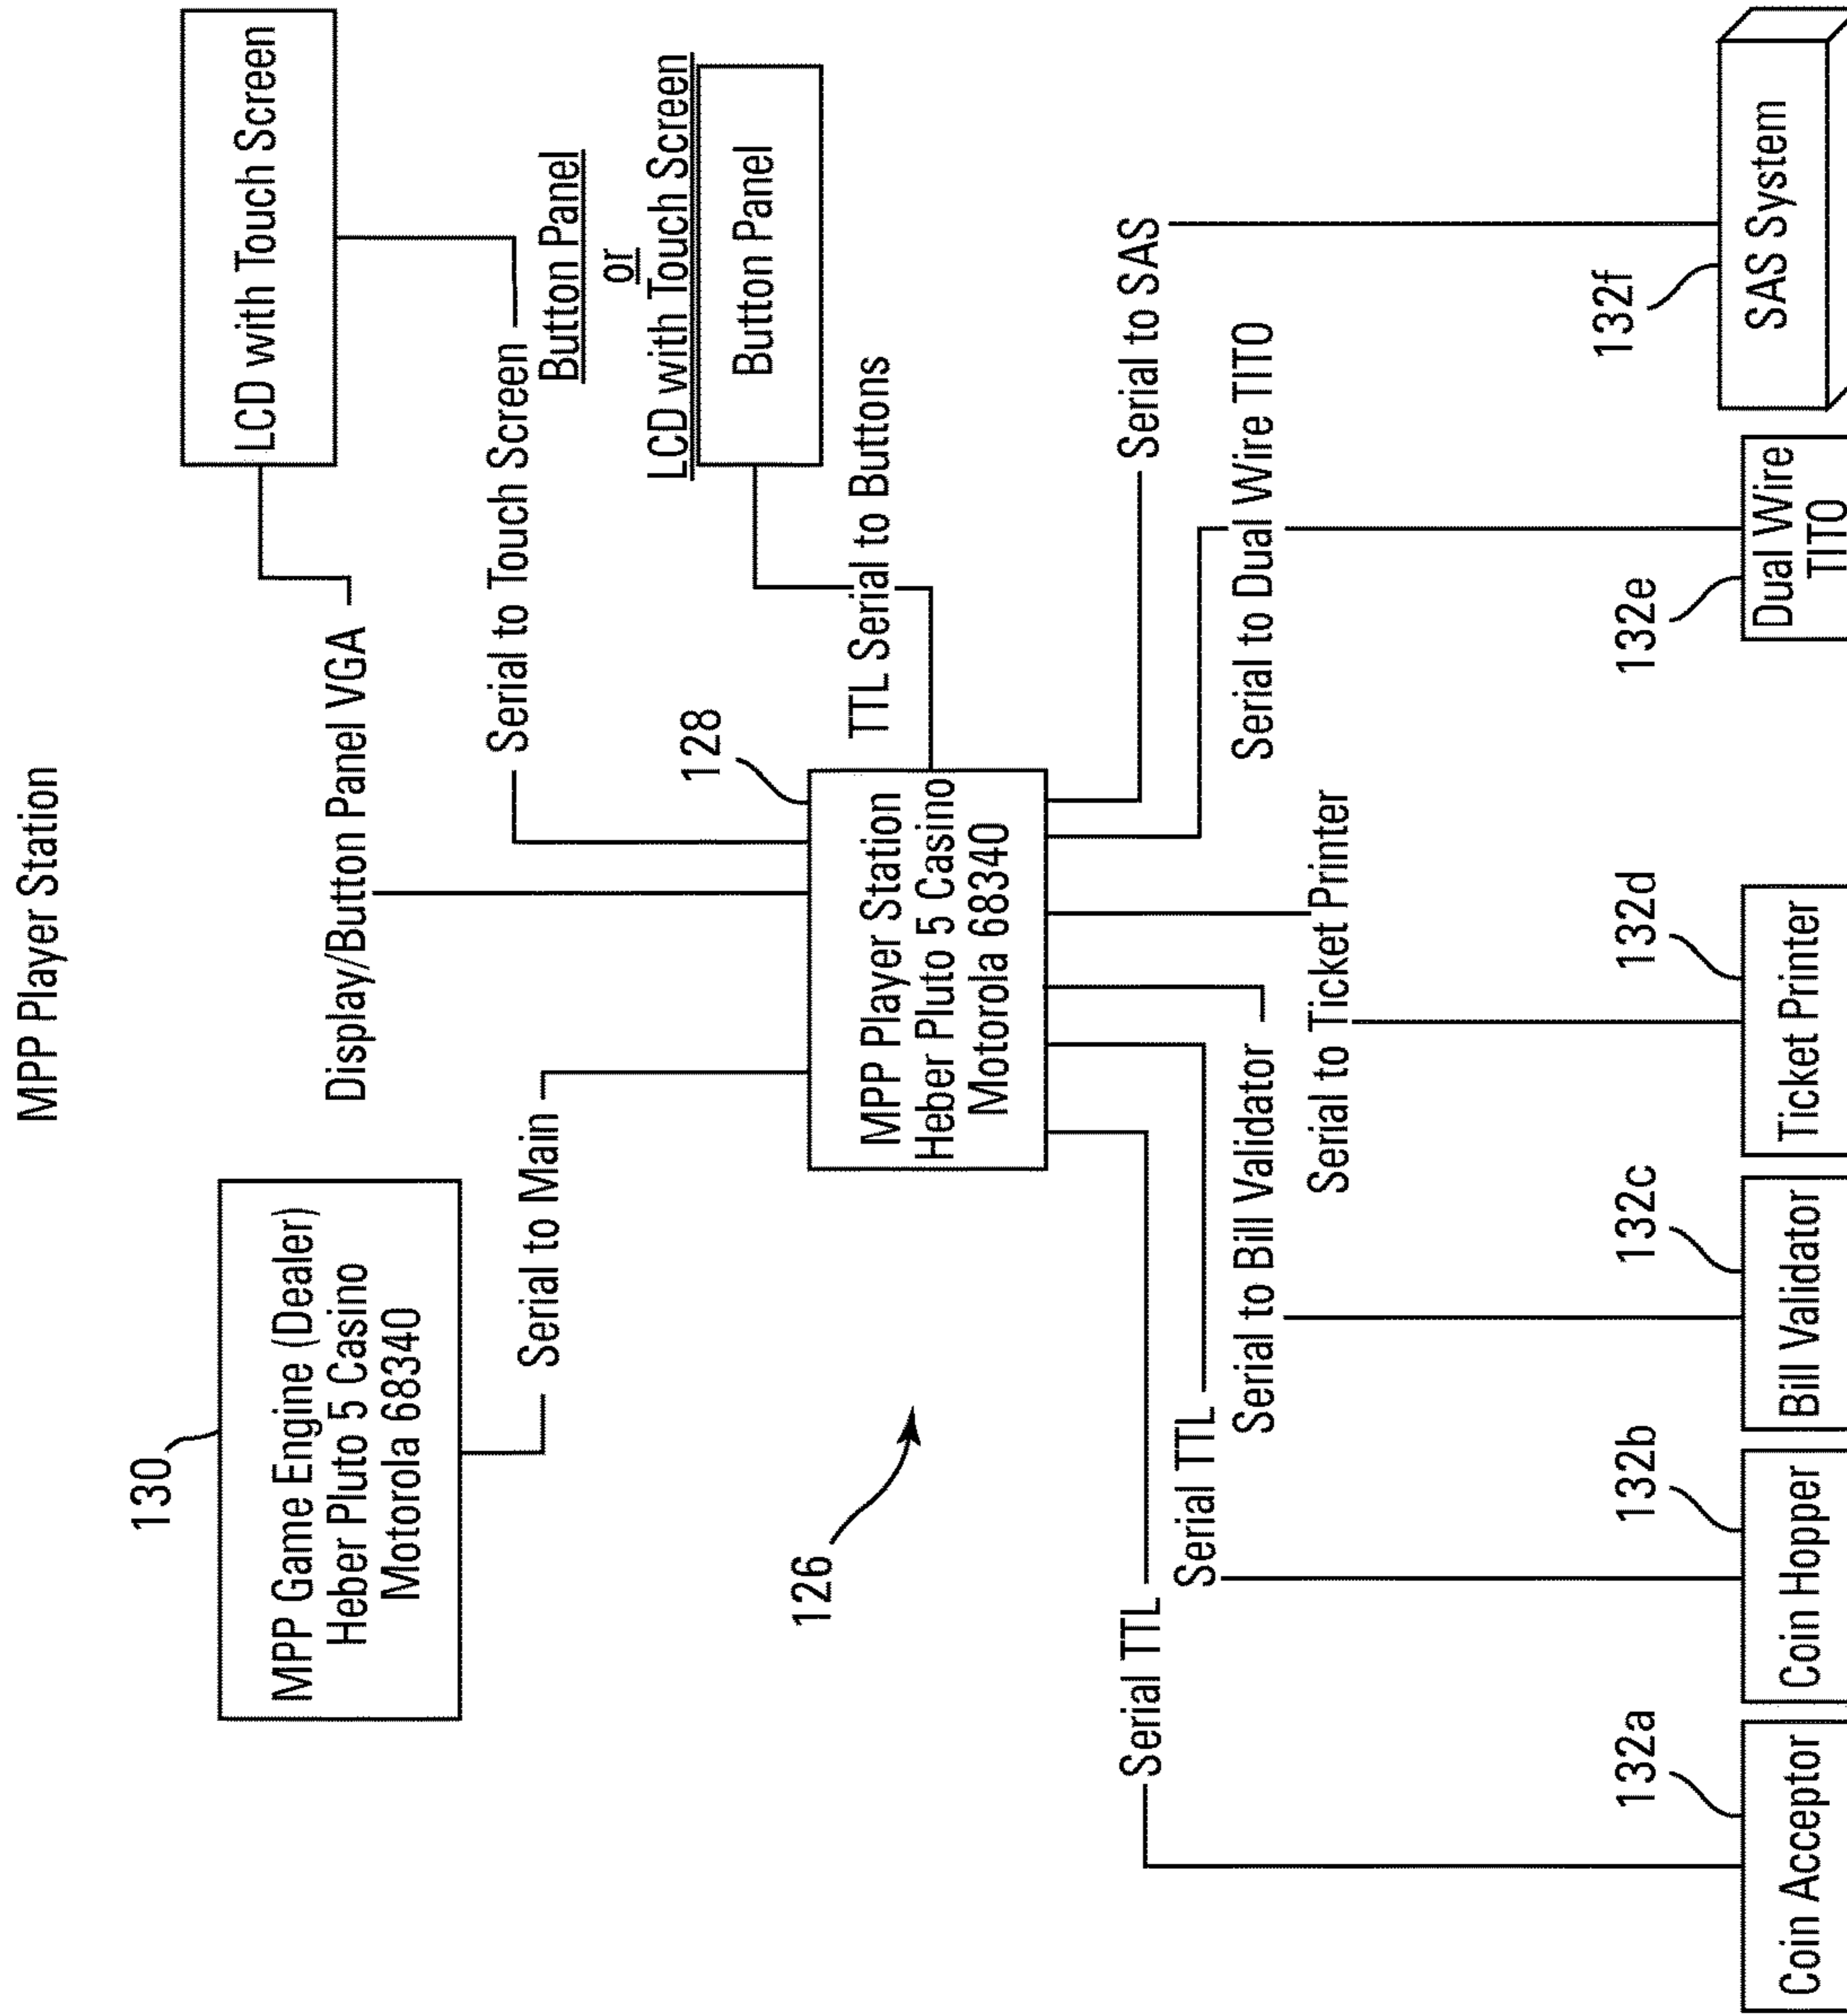 MPP Player Station
LCD with Touch Screen
Display/Button Panel VGA
130
MPP Game Engine (Dealer)
Heber Pluto 5 Casino
Motorola 68340
Serial to Main
Serial to Touch Screen
Button Panel
or
LCD with Touch Screen
Button Panel
TTL Serial to Buttons
128
MPP Player Station
Heber Pluto 5 Casino
Motorola 68340
126
Serial TTL
Serial TTL
Serial to Bill Validator
Serial to Ticket Printer
Serial to Dual Wire TITO
Serial to SAS
132a
Coin Acceptor
132b
Coin Hopper
132c
Bill Validator
132d
Ticket Printer
132e
Dual Wire
TITO
132f
SAS System